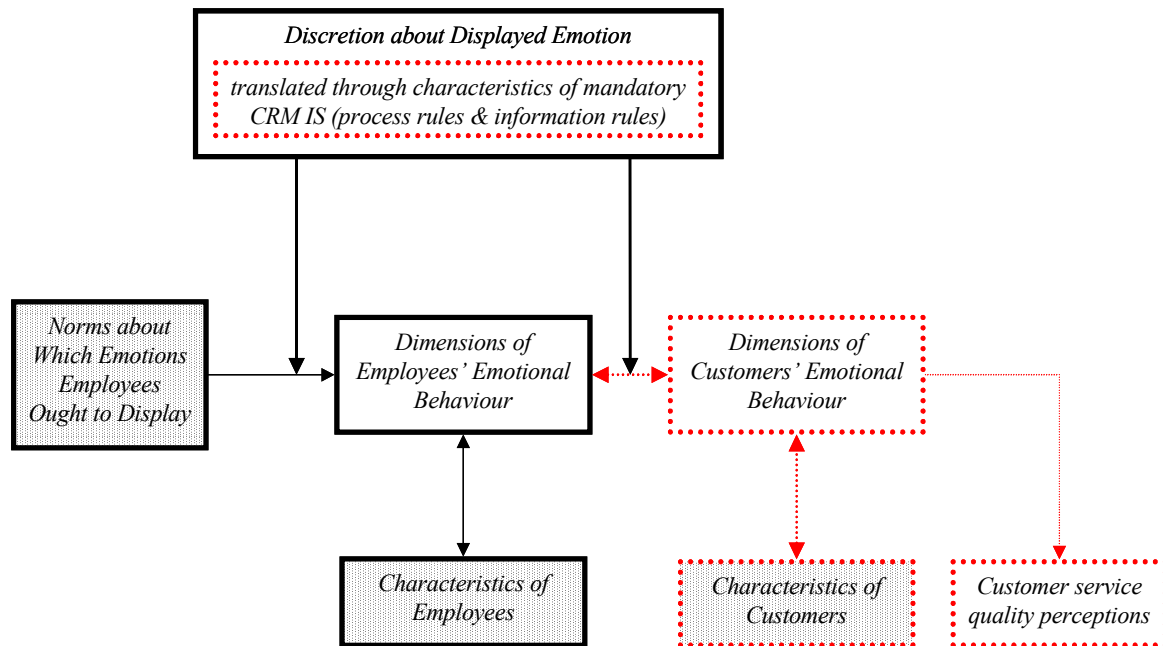 Discretion about Displayed Emotion
translated through characteristics of mandatory
CRM IS (process rules & information rules)
Norms about
Which Emotions
Employees
Ought to Display
Dimensions of
Employees’ Emotional
Behaviour
Dimensions of
Customers’ Emotional
Behaviour
Characteristics of
Employees
Characteristics of
Customers
Customer service
quality perceptions